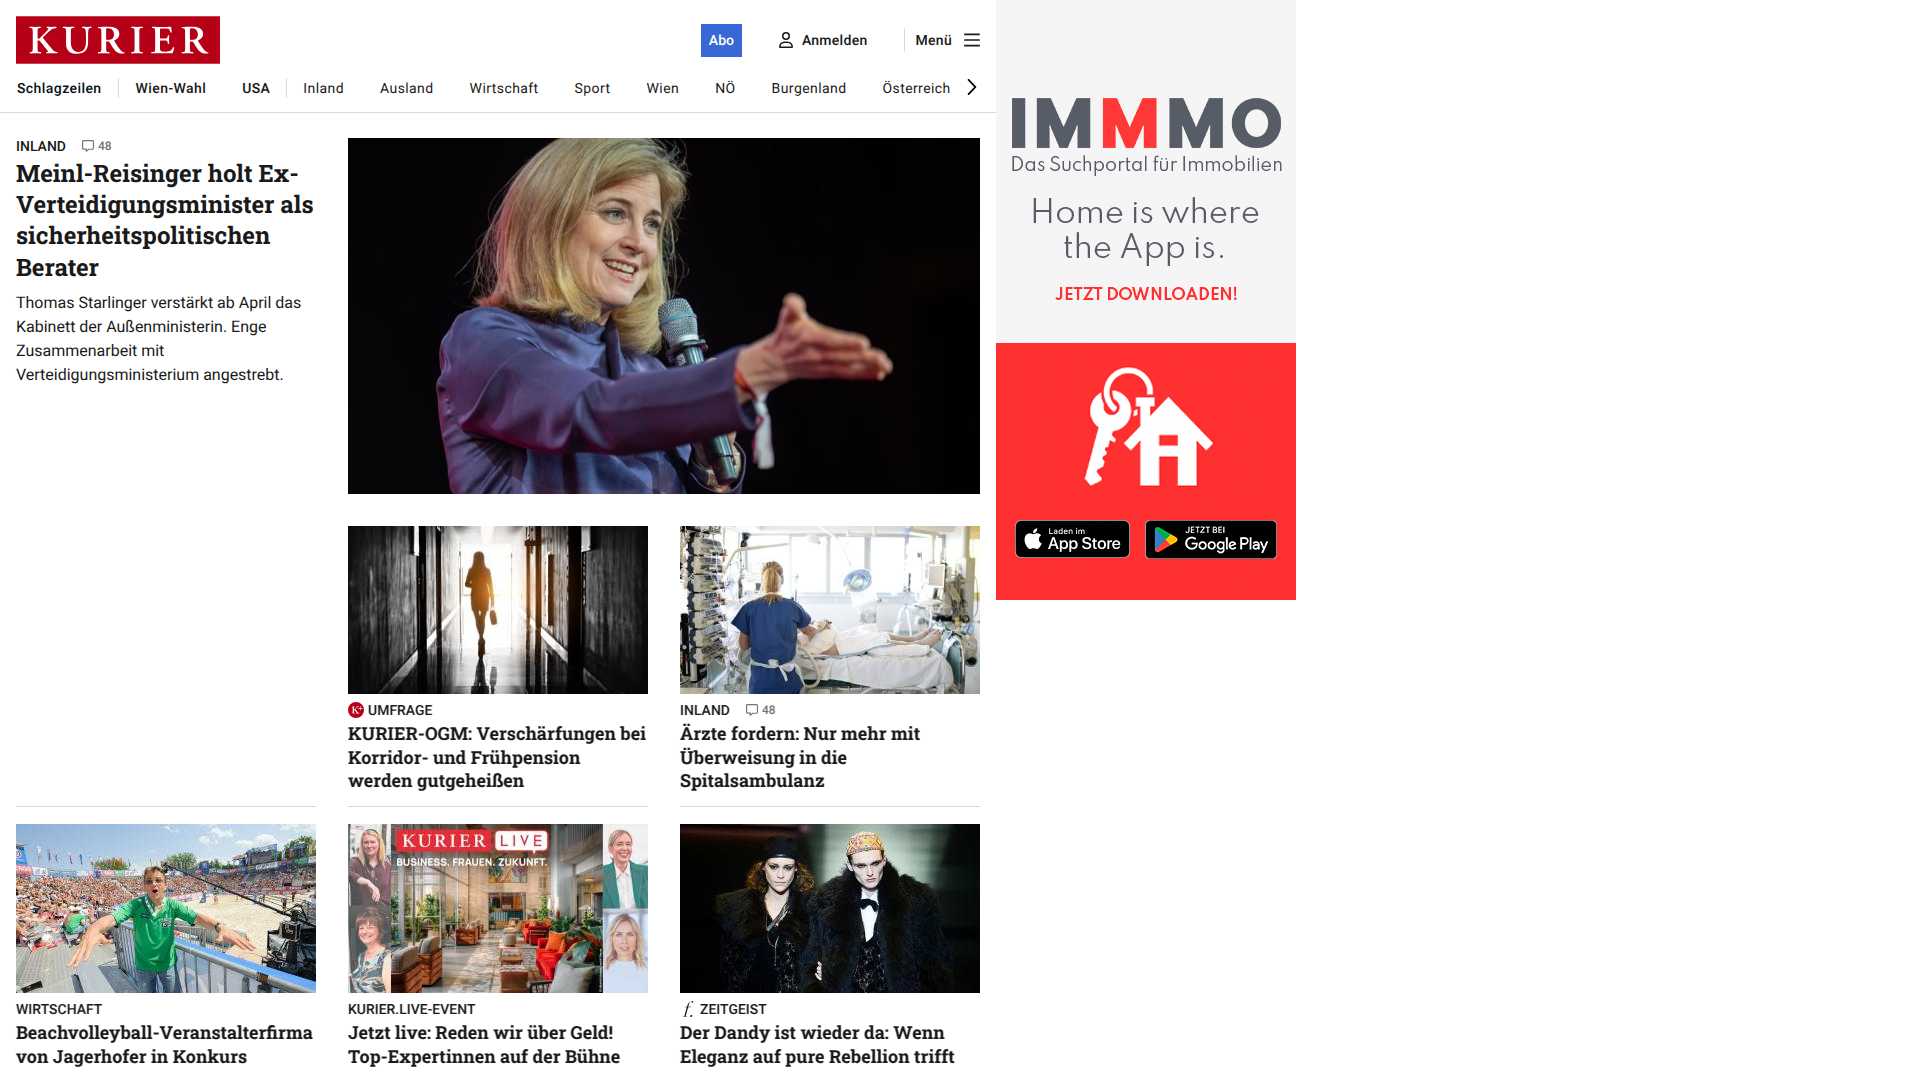 KURIER
Abo
Anmelden
Menü
Schlagzeilen
Wien-Wahl
USA
Inland
Ausland
Wirtschaft
Sport
Wien
NÖ
Burgenland
Österreich
INLAND 48
Meinl-Reisinger holt Ex-
Verteidigungsminister als
sicherheitspolitischen
Berater
Thomas Starlinger verstärkt ab April das
Kabinett der Außenministerin. Enge
Zusammenarbeit mit
Verteidigungsministerium angestrebt.
K+ UMFRAGE
KURIER-OGM: Verschärfungen bei
Korridor- und Frühpension
werden gutgeheißen
INLAND 48
Ärzte fordern: Nur mehr mit
Überweisung in die
Spitalsambulanz
WIRTSCHAFT
Beachvolleyball-Veranstalterfirma
von Jagerhofer in Konkurs
KURIER LIVE
BUSINESS. FRAUEN. ZUKUNFT.
KURIER.LIVE-EVENT
Jetzt live: Reden wir über Geld!
Top-Expertinnen auf der Bühne
f. ZEITGEIST
Der Dandy ist wieder da: Wenn
Eleganz auf pure Rebellion trifft
IMMMO
Das Suchportal für Immobilien
Home is where
the App is.
JETZT DOWNLOADEN!
Laden im
App Store
JETZT BEI
Google Play